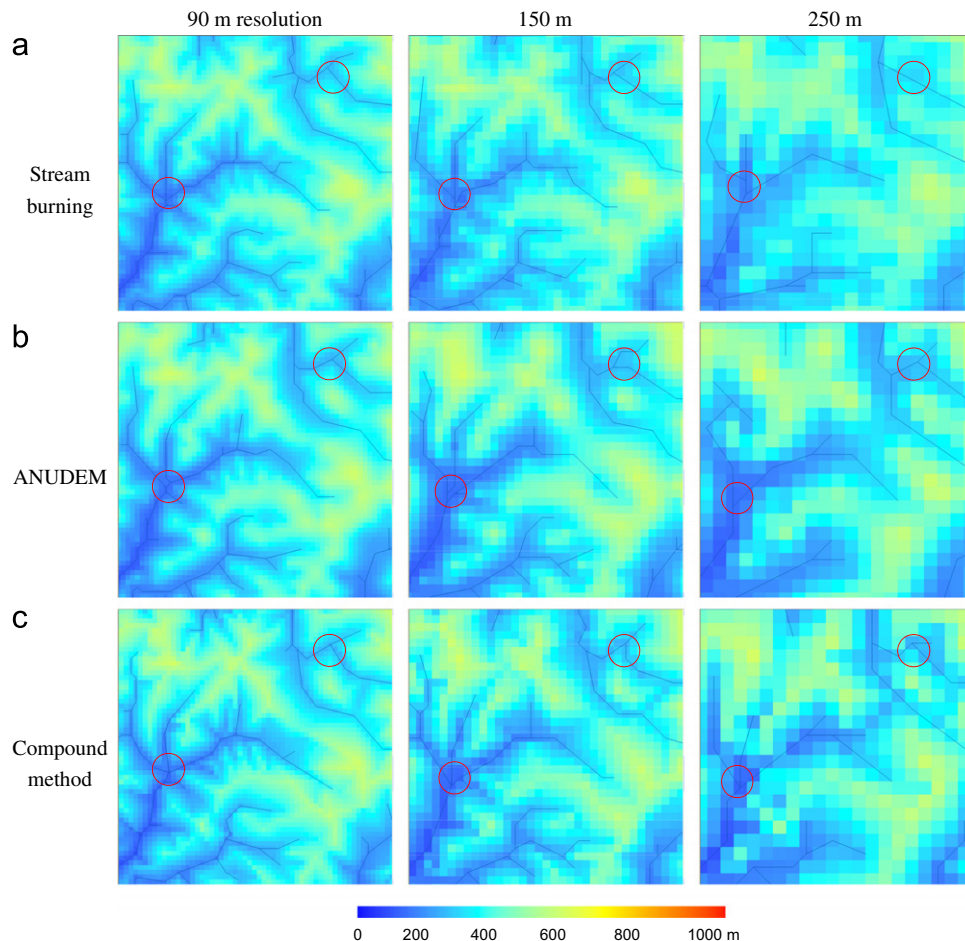 90 m resolution 150 m 250 m
a
Stream
burning
b
ANUDEM
c
Compound
method
0 200 400 600 800 1000 m